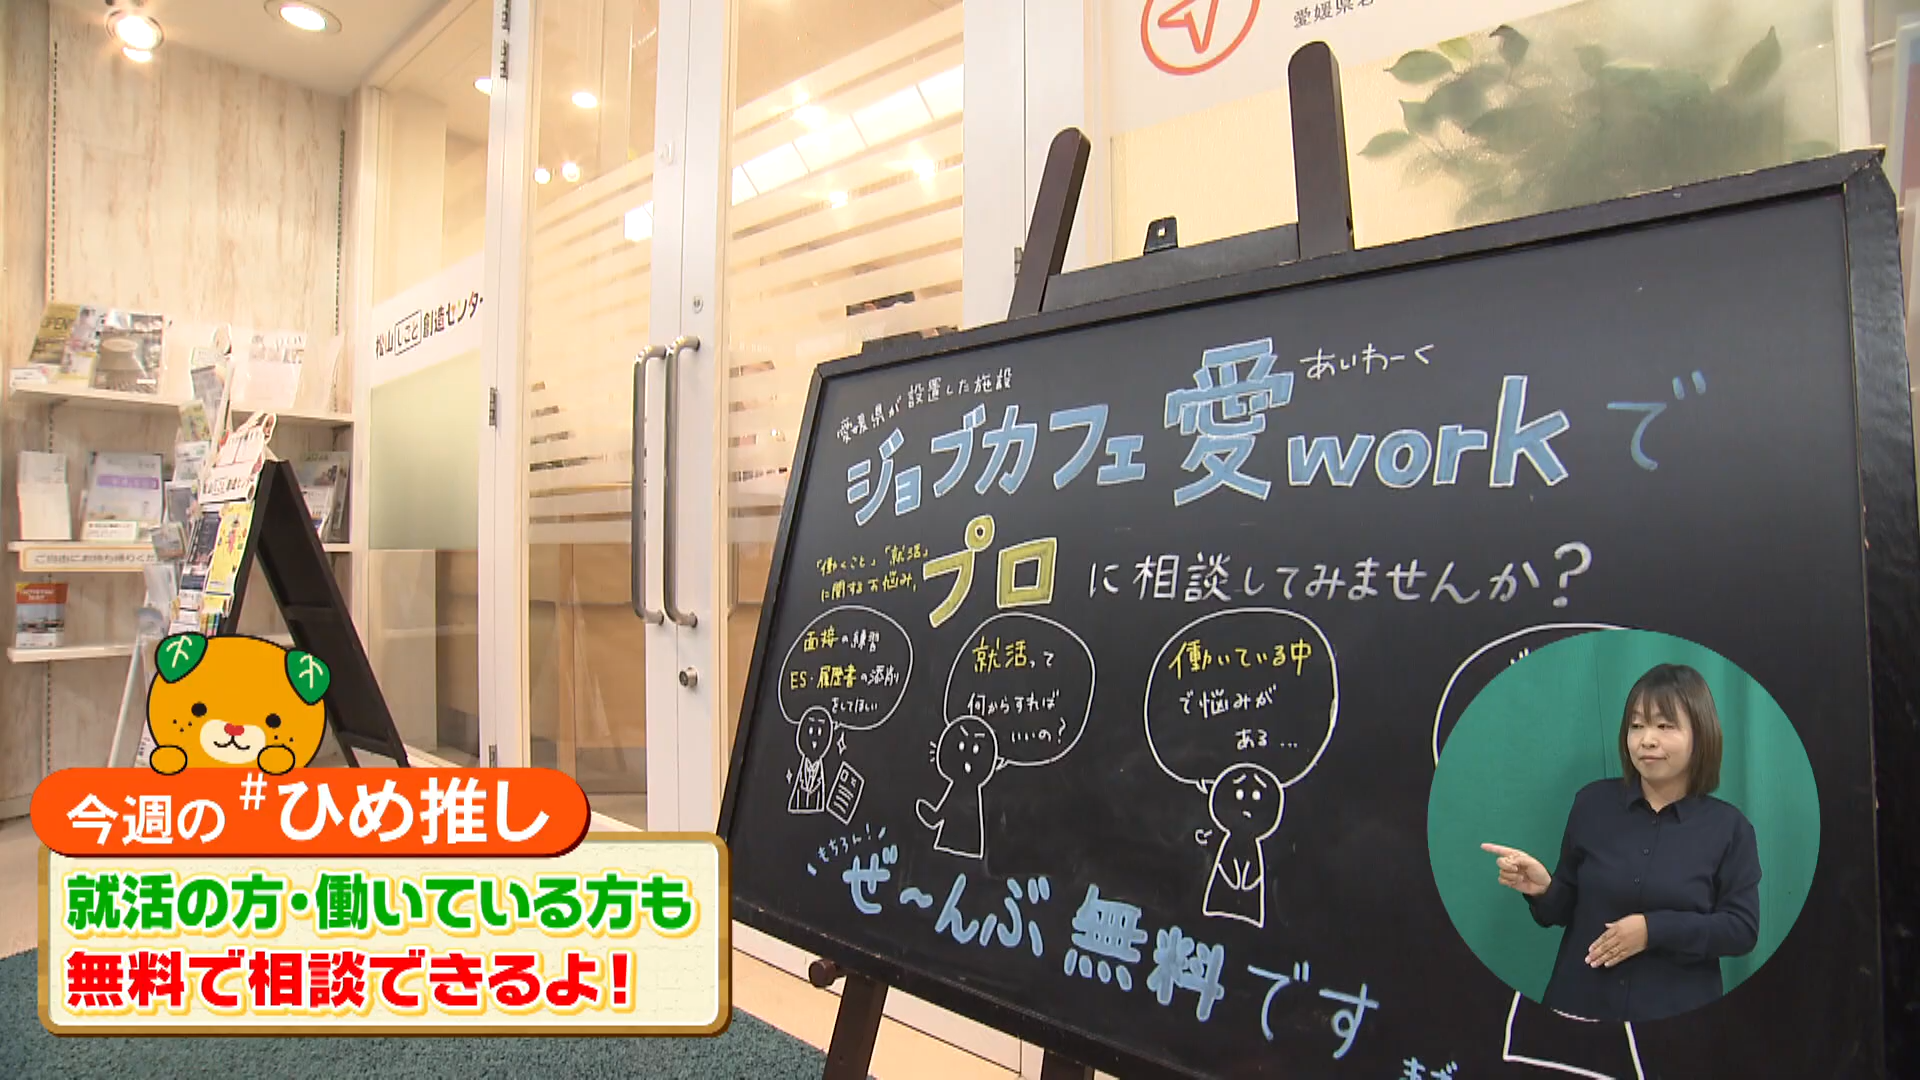 愛媛県
松山しごと創造センター
OPEN
愛媛県が設置した施設
ジョブカフェ愛workで
あいわーく
「働くこと」「就活」
に関するお悩み、
プロに相談してみませんか?
面接の練習
ES・履歴書の添削
をしてほしい
就活って
何からすれば
いいの?
働いている中
で悩みが
ある…
もちろん!
ぜ〜んぶ無料です
まず
今週の#ひめ推し
就活の方・働いている方も
無料で相談できるよ!